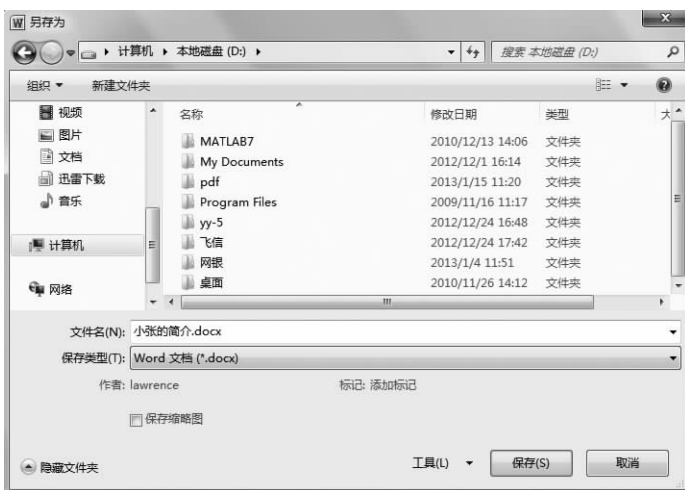 另存为
计算机 本地磁盘 (D:) 搜索 本地磁盘 (D:)
组织 新建文件夹
视频
图片
文档
迅雷下载
音乐
计算机
网络
名称 修改日期 类型 大
MATLAB7 2010/12/13 14:06 文件夹
My Documents 2012/12/1 16:14 文件夹
pdf 2013/1/15 11:20 文件夹
Program Files 2009/11/16 11:17 文件夹
yy-5 2012/12/24 16:48 文件夹
飞信 2012/12/24 17:42 文件夹
网银 2013/1/4 11:51 文件夹
桌面 2010/11/26 14:12 文件夹
文件名(N): 小张的简介.docx
保存类型(T): Word 文档 (*.docx)
作者: lawrence 标记: 添加标记
保存缩略图
隐藏文件夹 工具(L) 保存(S) 取消